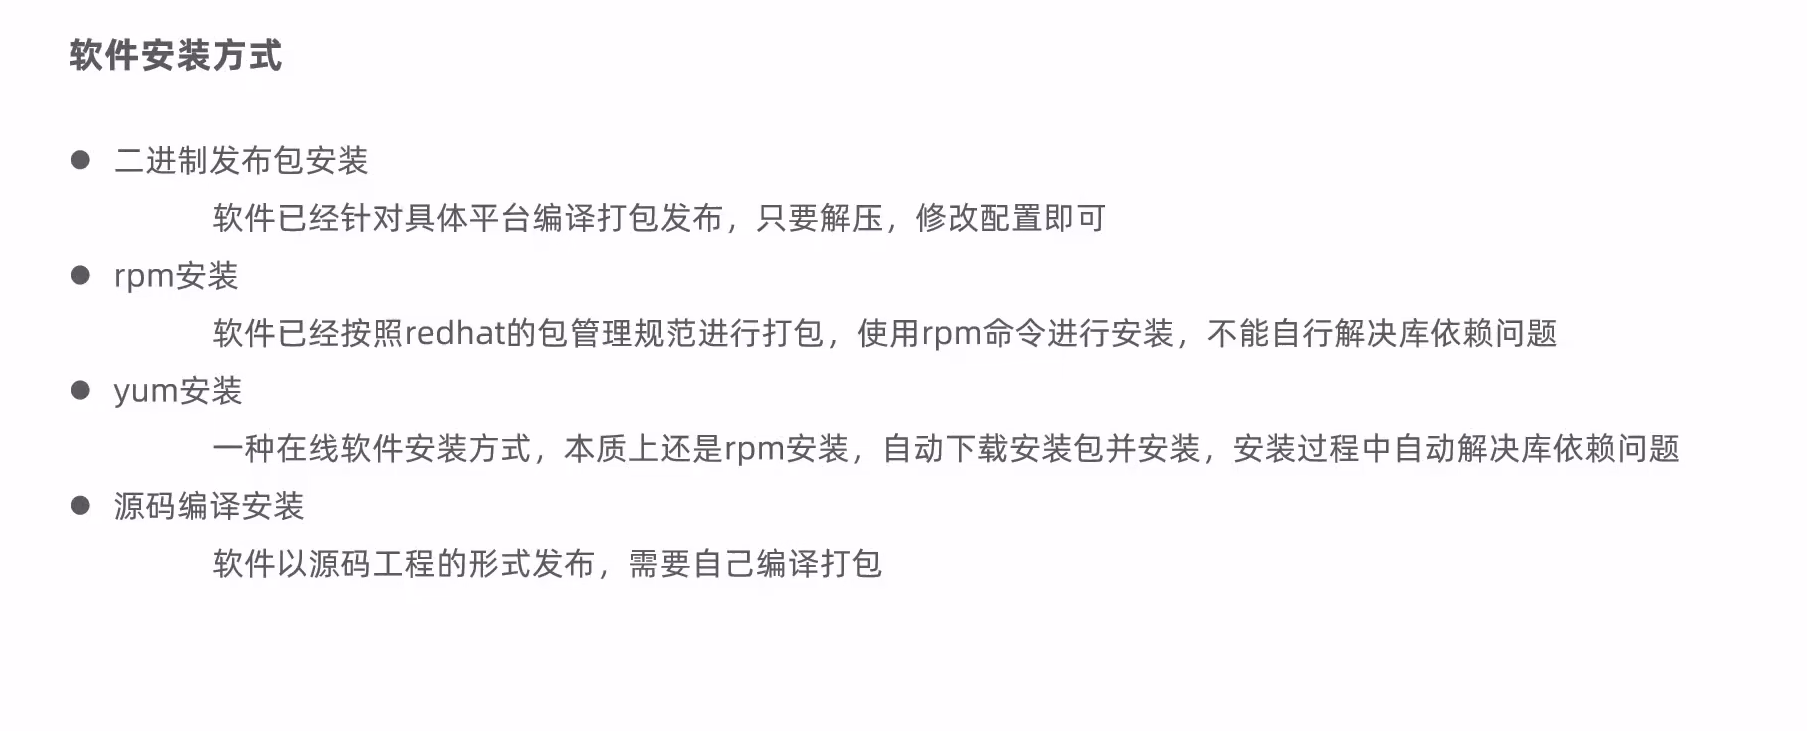 软件安装方式
● 二进制发布包安装
软件已经针对具体平台编译打包发布，只要解压，修改配置即可
● rpm安装
软件已经按照redhat的包管理规范进行打包，使用rpm命令进行安装，不能自行解决库依赖问题
● yum安装
一种在线软件安装方式，本质上还是rpm安装，自动下载安装包并安装，安装过程中自动解决库依赖问题
● 源码编译安装
软件以源码工程的形式发布，需要自己编译打包